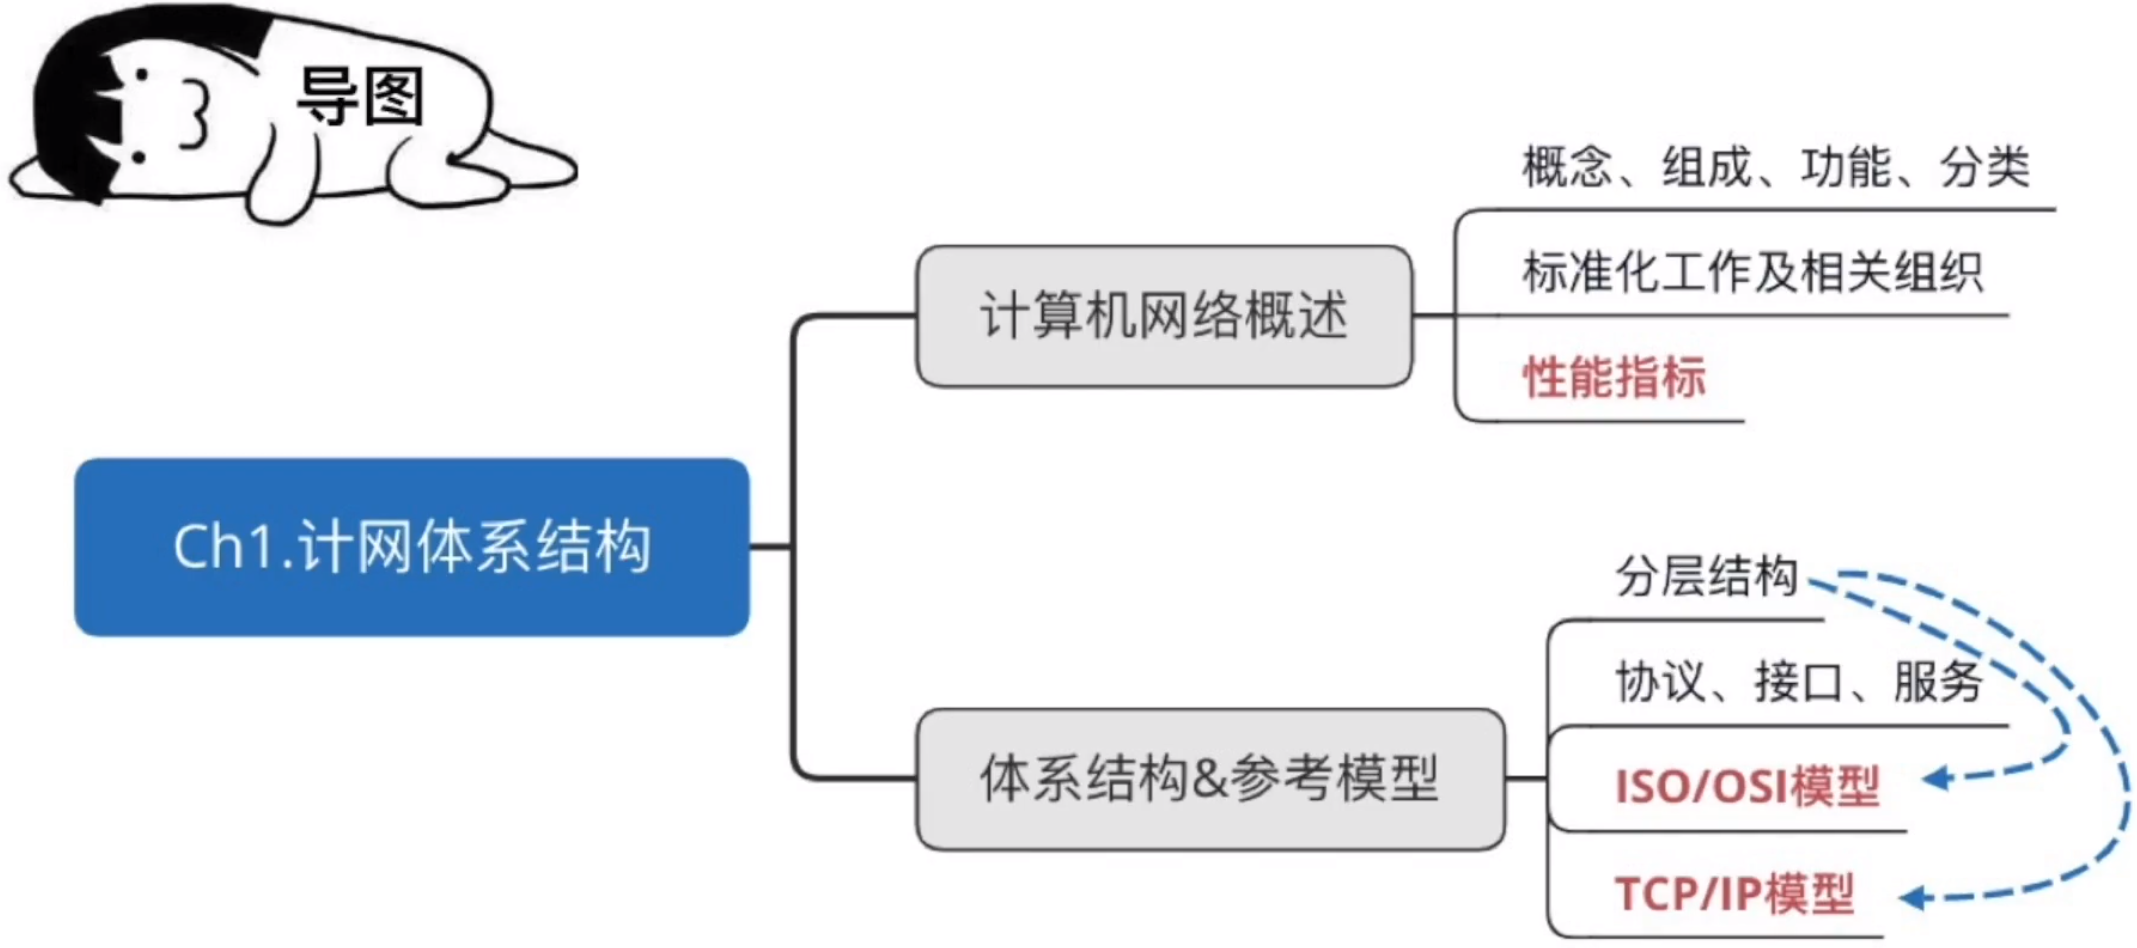 导图
概念、组成、功能、分类
标准化工作及相关组织
计算机网络概述
性能指标
Ch1.计网体系结构
分层结构
协议、接口、服务
体系结构&参考模型
ISO/OSI模型
TCP/IP模型